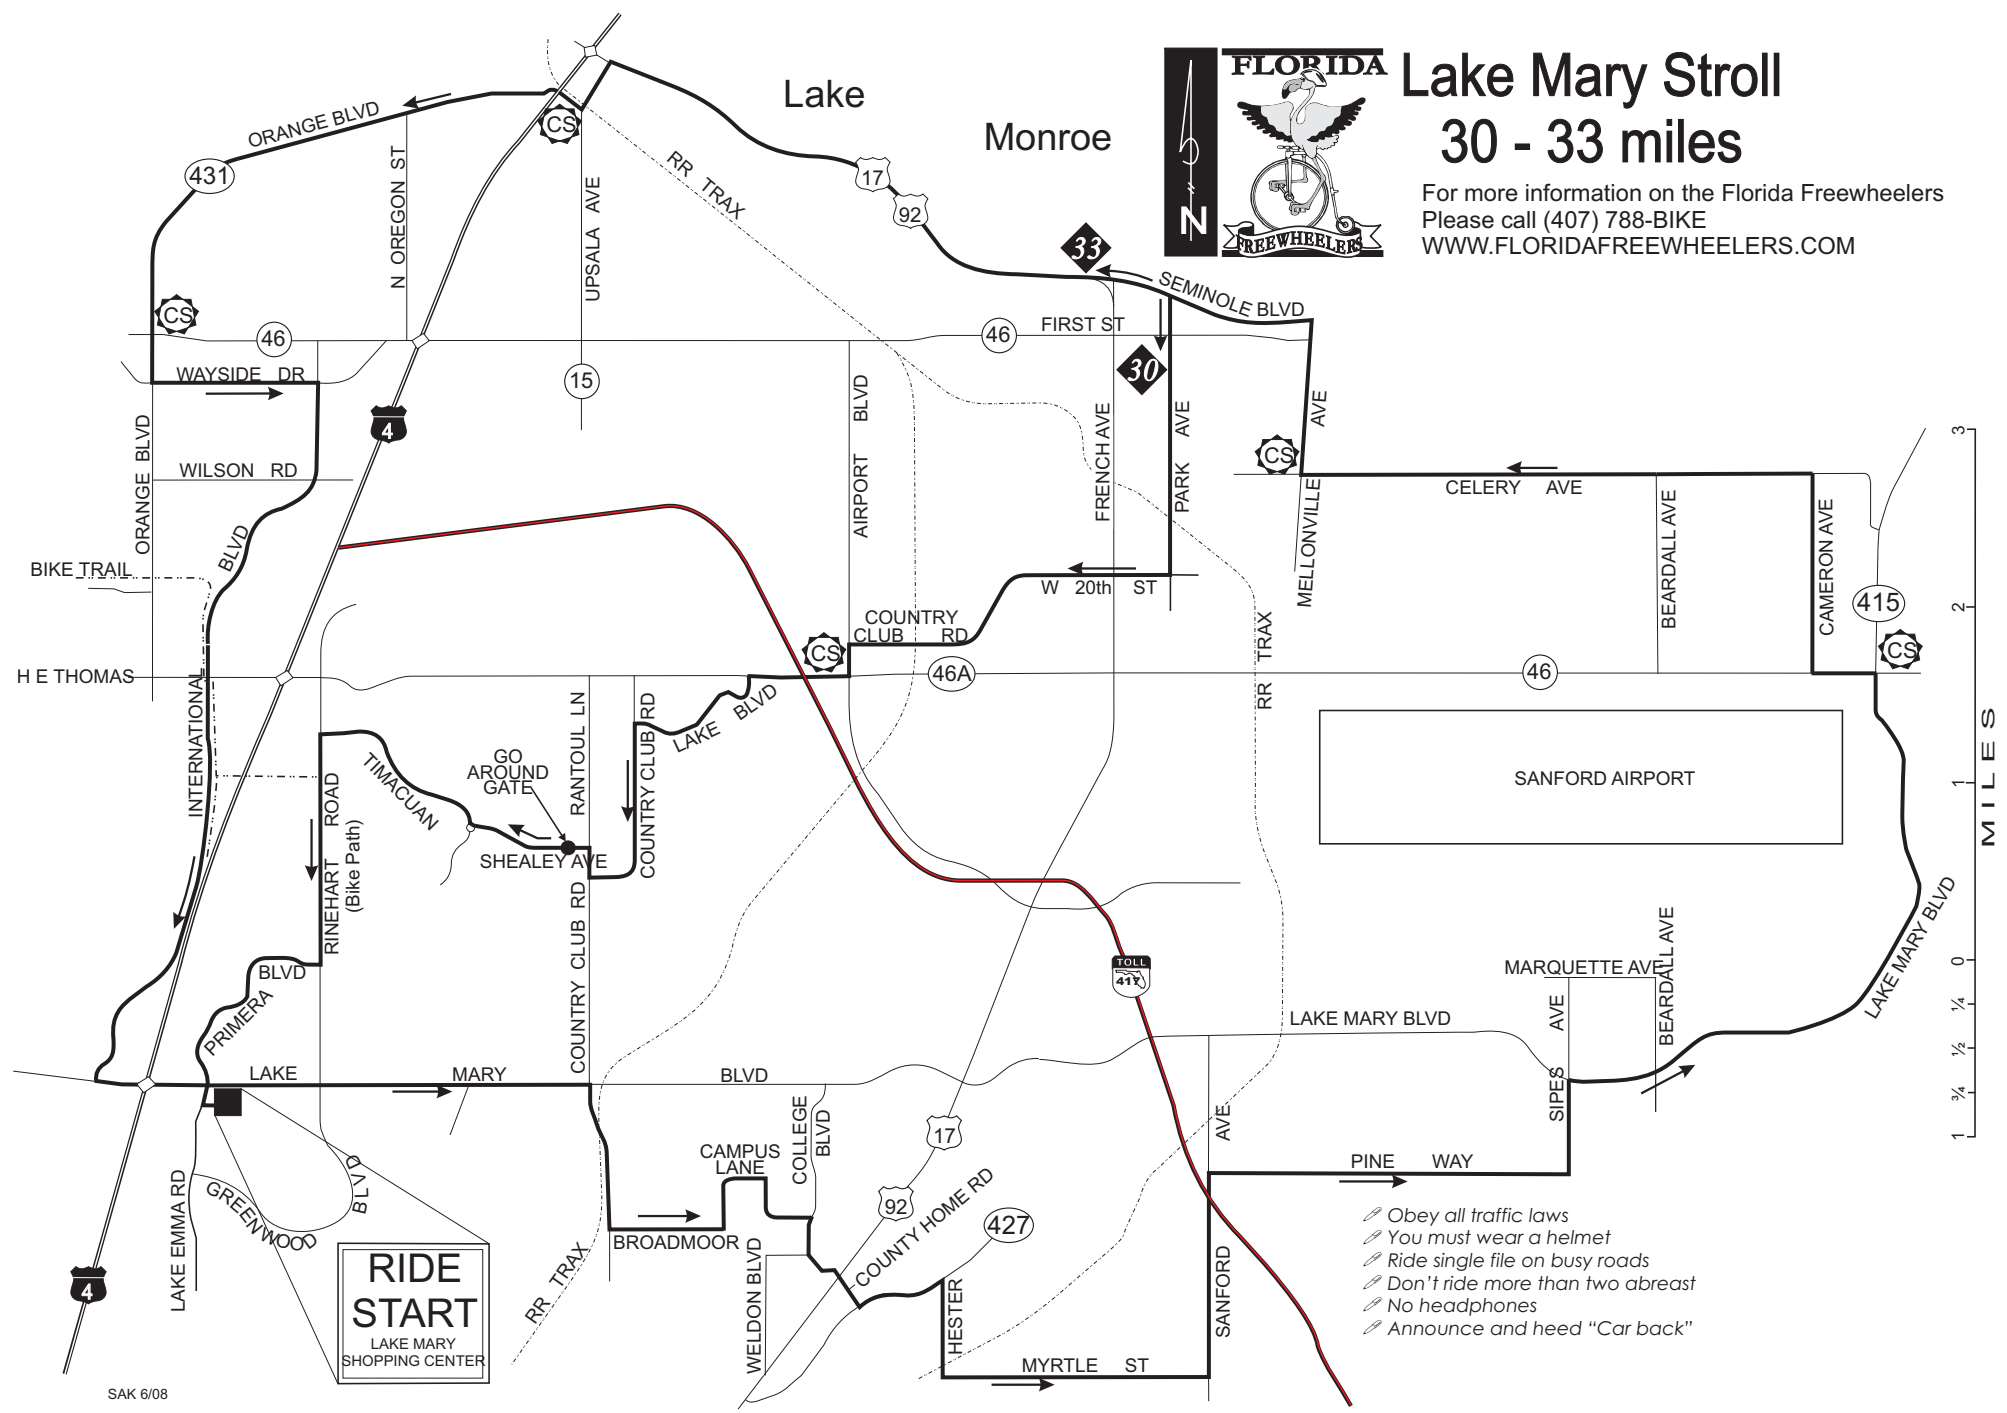 FLORIDA
FREEWHEELERS
N
Lake Mary Stroll
30 - 33 miles
For more information on the Florida Freewheelers
Please call (407) 788-BIKE
WWW.FLORIDAFREEWHEELERS.COM
Lake
Monroe
ORANGE BLVD
431
CS
N OREGON ST
UPSALA AVE
RR TRAX
17
92
33
SEMINOLE BLVD
CS
46
FIRST ST
46
30
WAYSIDE DR
15
4
AIRPORT BLVD
FRENCH AVE
PARK AVE
AVE
MELLONVILLE
CS
CELERY AVE
ORANGE BLVD
WILSON RD
BLVD
BIKE TRAIL
BEARDALL AVE
CAMERON AVE
415
CS
W 20th ST
COUNTRY
CLUB RD
CS
H E THOMAS
46A
46
RR TRAX
INTERNATIONAL
RANTOUL LN
COUNTRY CLUB RD
LAKE BLVD
TIMACUAN
GO
AROUND
GATE
SHEALEY AVE
RINEHART ROAD
(Bike Path)
SANFORD AIRPORT
COUNTRY CLUB RD
PRIMERA BLVD
TOLL
417
MARQUETTE AVE
BEARDALL AVE
LAKE MARY BLVD
LAKE MARY BLVD
SIPES AVE
LAKE MARY BLVD
COLLEGE
BLVD
CAMPUS
LANE
17
92
COUNTY HOME RD
427
SANFORD AVE
PINE WAY
BROADMOOR
WELDON BLVD
HESTER
MYRTLE ST
RR TRAX
LAKE EMMA RD
GREENWOOD BLVD
4
RIDE
START
LAKE MARY
SHOPPING CENTER
Obey all traffic laws
You must wear a helmet
Ride single file on busy roads
Don't ride more than two abreast
No headphones
Announce and heed “Car back”
3
2
1
0
¼
½
¾
1
MILES
SAK 6/08